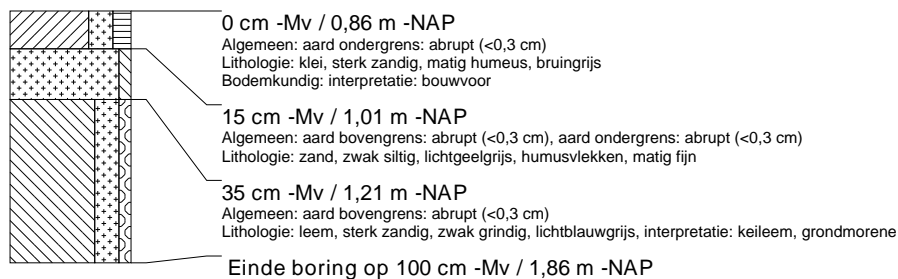 0 cm -Mv / 0,86 m -NAP
Algemeen: aard ondergrens: abrupt (<0,3 cm)
Lithologie: klei, sterk zandig, matig humeus, bruingrijs
Bodemkundig: interpretatie: bouwvoor
15 cm -Mv / 1,01 m -NAP
Algemeen: aard bovengrens: abrupt (<0,3 cm), aard ondergrens: abrupt (<0,3 cm)
Lithologie: zand, zwak siltig, lichtgeelgrijs, humusvlekken, matig fijn
35 cm -Mv / 1,21 m -NAP
Algemeen: aard bovengrens: abrupt (<0,3 cm)
Lithologie: leem, sterk zandig, zwak grindig, lichtblauwgrijs, interpretatie: keileem, grondmorene
Einde boring op 100 cm -Mv / 1,86 m -NAP